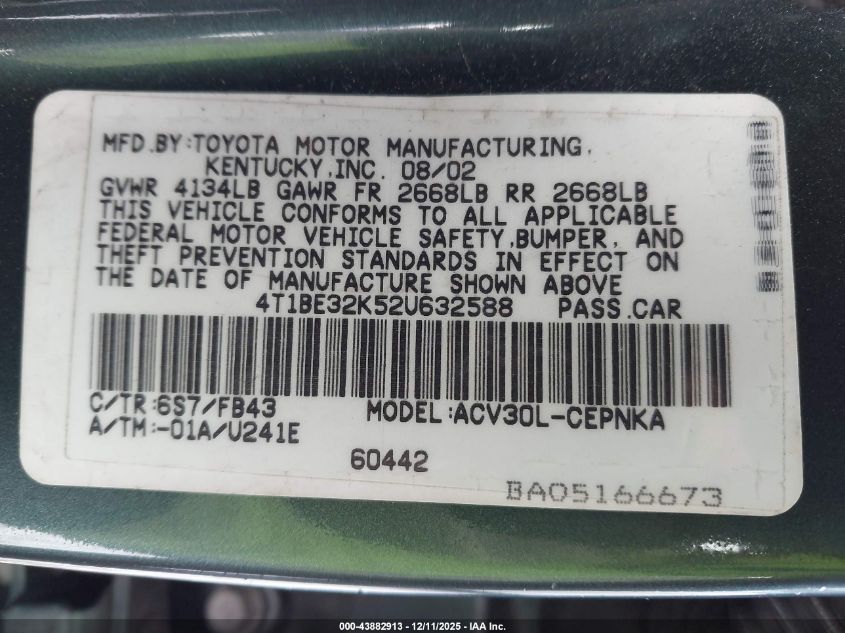 MFD.BY:TOYOTA MOTOR MANUFACTURING,
KENTUCKY,INC. 08/02
GVWR 4134LB GAWR FR 2668LB RR 2668LB
THIS VEHICLE CONFORMS TO ALL APPLICABLE
FEDERAL MOTOR VEHICLE SAFETY,BUMPER, AND
THEFT PREVENTION STANDARDS IN EFFECT ON
THE DATE OF MANUFACTURE SHOWN ABOVE
4T1BE32K52U632588 PASS.CAR
C/TR:6S7/FB43 MODEL:ACV30L-CEPNKA
A/TM:-01A/U241E
60442
BA05166673
000-43882913 - 12/11/2025 - IAA Inc.